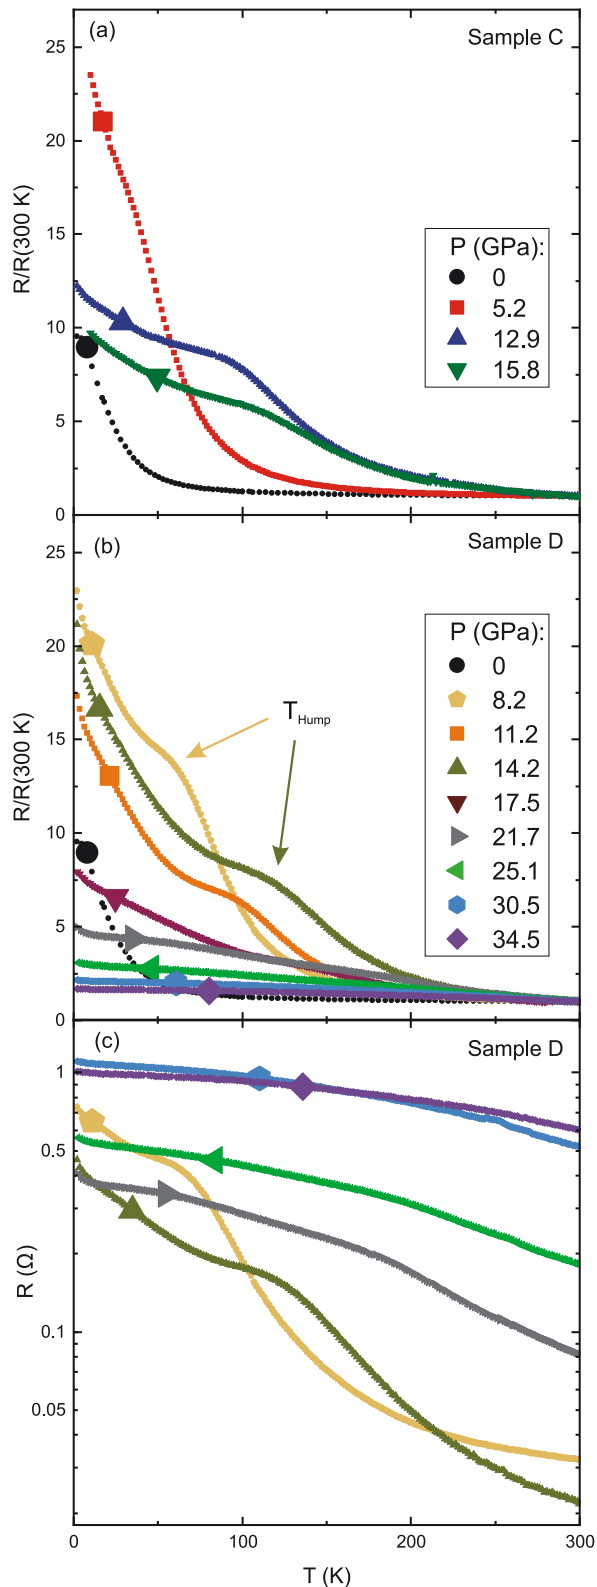 (a)
Sample C
25
20
15
10
5
0
R/R(300 K)
P (GPa):
0
5.2
12.9
15.8
(b)
Sample D
25
20
15
10
5
0
R/R(300 K)
T_Hump
P (GPa):
0
8.2
11.2
14.2
17.5
21.7
25.1
30.5
34.5
(c)
Sample D
1
0.5
0.1
0.05
R (Ω)
0
100
200
300
T (K)